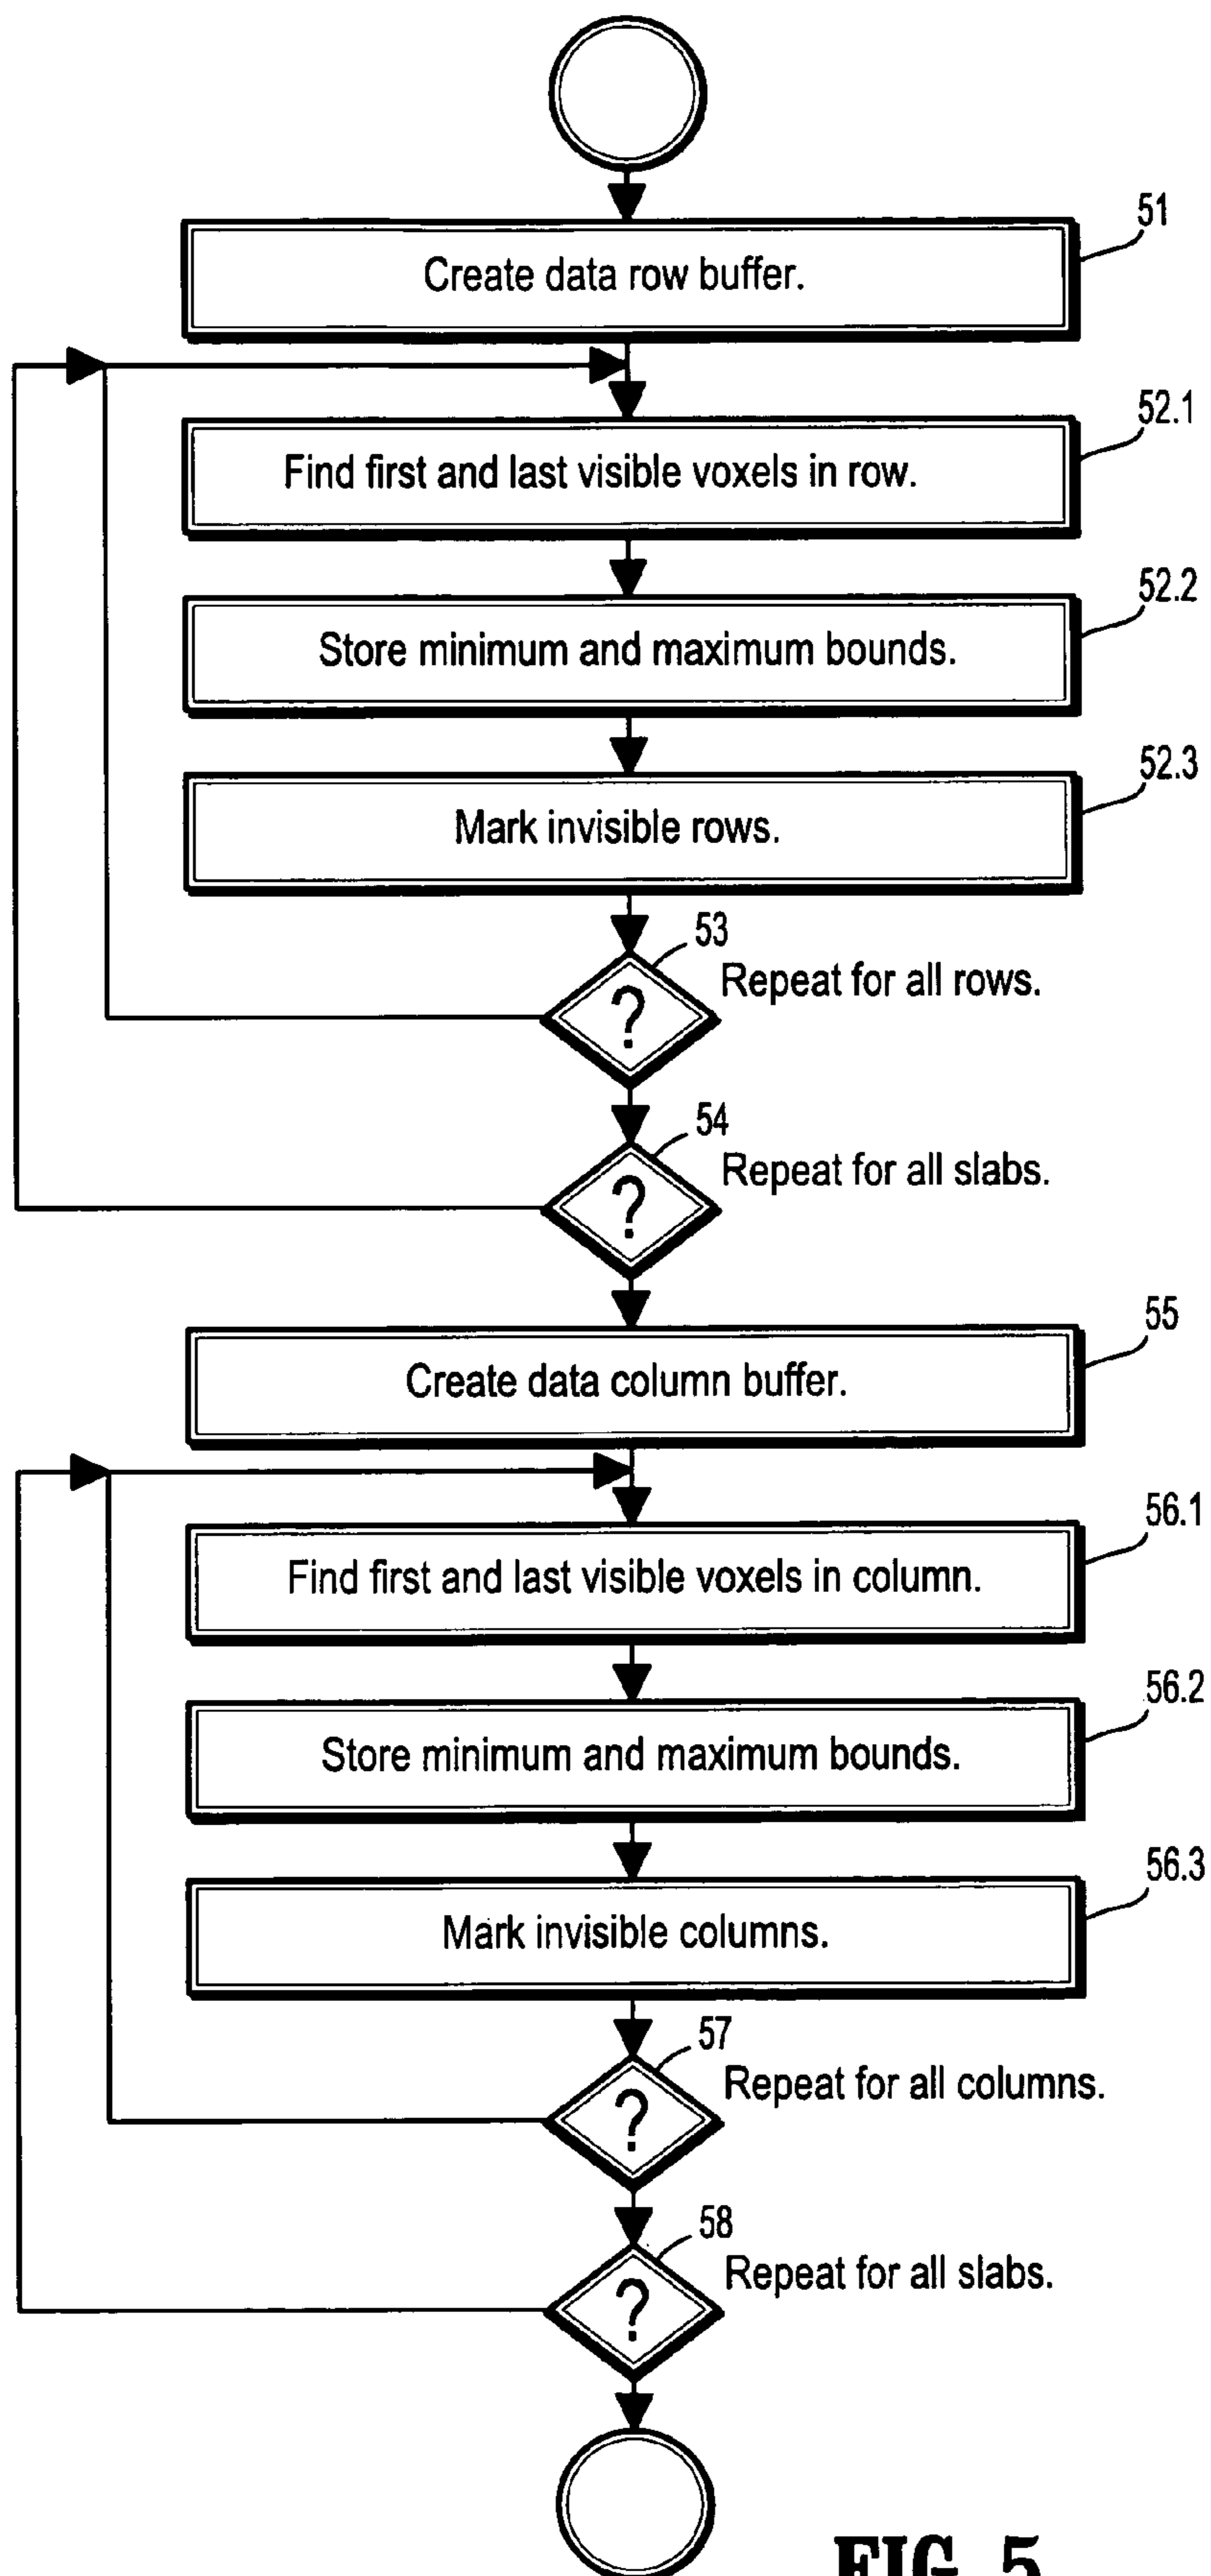 51
Create data row buffer.
52.1
Find first and last visible voxels in row.
52.2
Store minimum and maximum bounds.
52.3
Mark invisible rows.
53
Repeat for all rows.
?
54
Repeat for all slabs.
?
55
Create data column buffer.
56.1
Find first and last visible voxels in column.
56.2
Store minimum and maximum bounds.
56.3
Mark invisible columns.
57
Repeat for all columns.
?
58
Repeat for all slabs.
?
FIG. 5